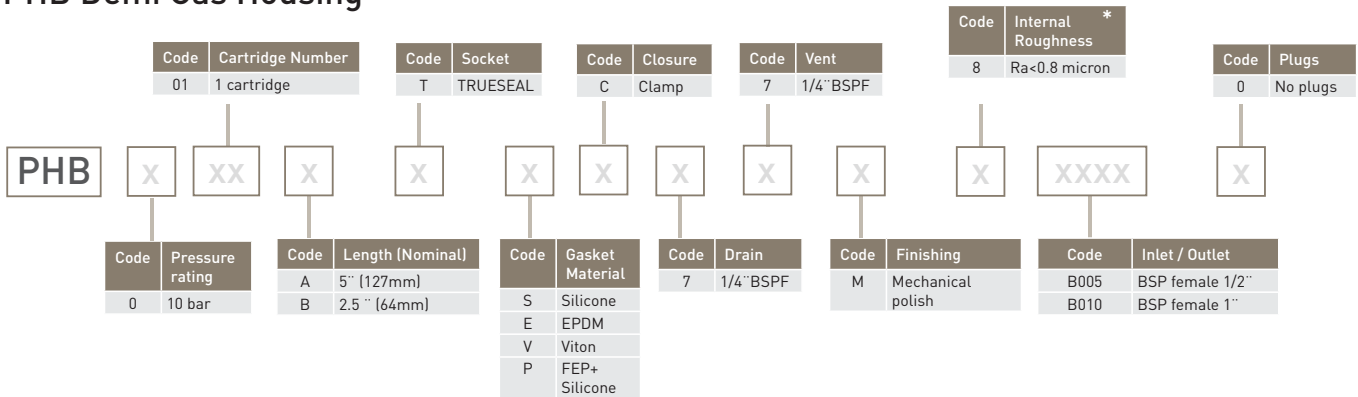 PHB Demi Gas Housing
Code Internal Roughness *
8 Ra<0.8 micron
Code Cartridge Number
01 1 cartridge
Code Socket
T TRUESEAL
Code Closure
C Clamp
Code Vent
7 1/4¨BSPF
Code Plugs
0 No plugs
PHB X XX X X X X X X X X XXXX X
Code Pressure rating
0 10 bar
Code Length (Nominal)
A 5¨ (127mm)
B 2.5 ¨ (64mm)
Code Gasket Material
S Silicone
E EPDM
V Viton
P FEP+ Silicone
Code Drain
7 1/4¨BSPF
Code Finishing
M Mechanical polish
Code Inlet / Outlet
B005 BSP female 1/2¨
B010 BSP female 1¨